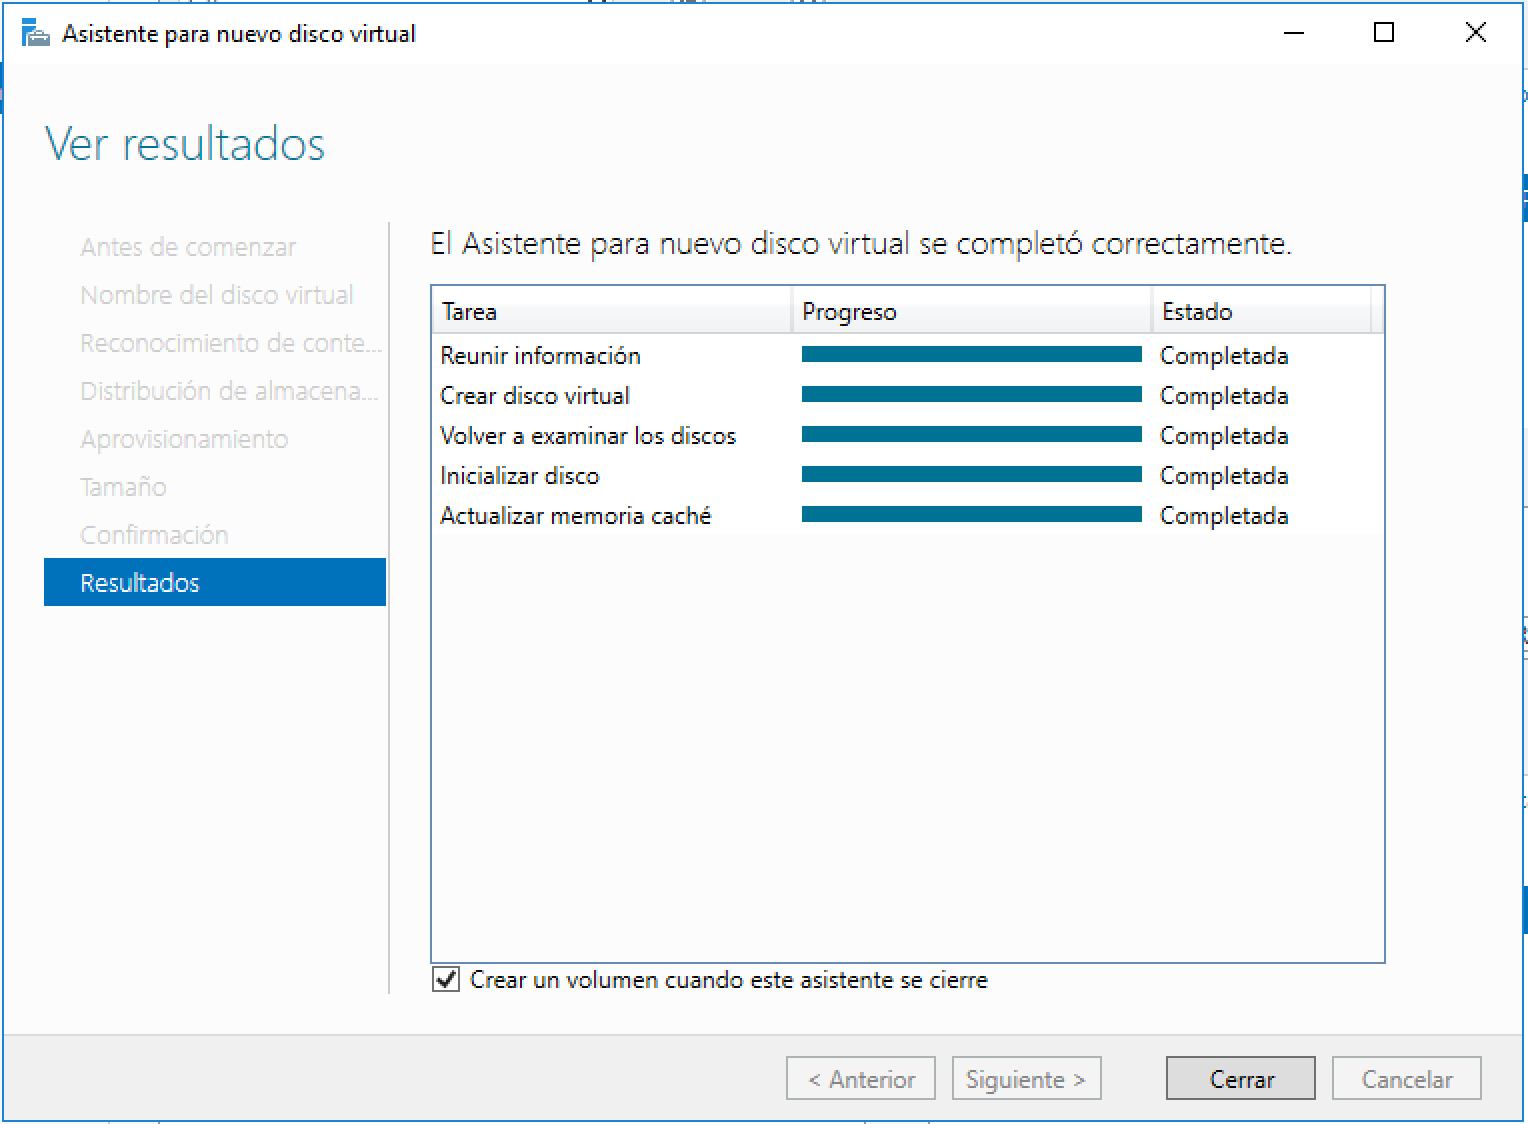 Asistente para nuevo disco virtual
Ver resultados
Antes de comenzar
Nombre del disco virtual
Reconocimiento de conte...
Distribución de almacena...
Aprovisionamiento
Tamaño
Confirmación
Resultados
El Asistente para nuevo disco virtual se completó correctamente.
Tarea Progreso Estado
Reunir información Completada
Crear disco virtual Completada
Volver a examinar los discos Completada
Inicializar disco Completada
Actualizar memoria caché Completada
Crear un volumen cuando este asistente se cierre
< Anterior Siguiente > Cerrar Cancelar